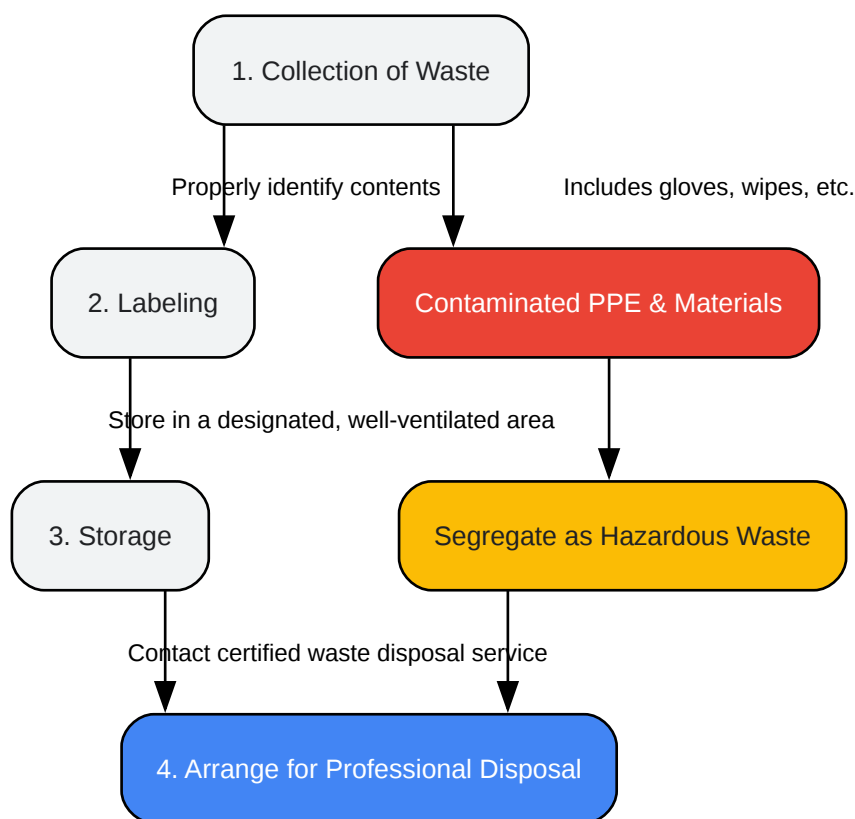 1. Collection of Waste
Properly identify contents
Includes gloves, wipes, etc.
2. Labeling
Contaminated PPE & Materials
Store in a designated, well-ventilated area
3. Storage
Segregate as Hazardous Waste
Contact certified waste disposal service
4. Arrange for Professional Disposal